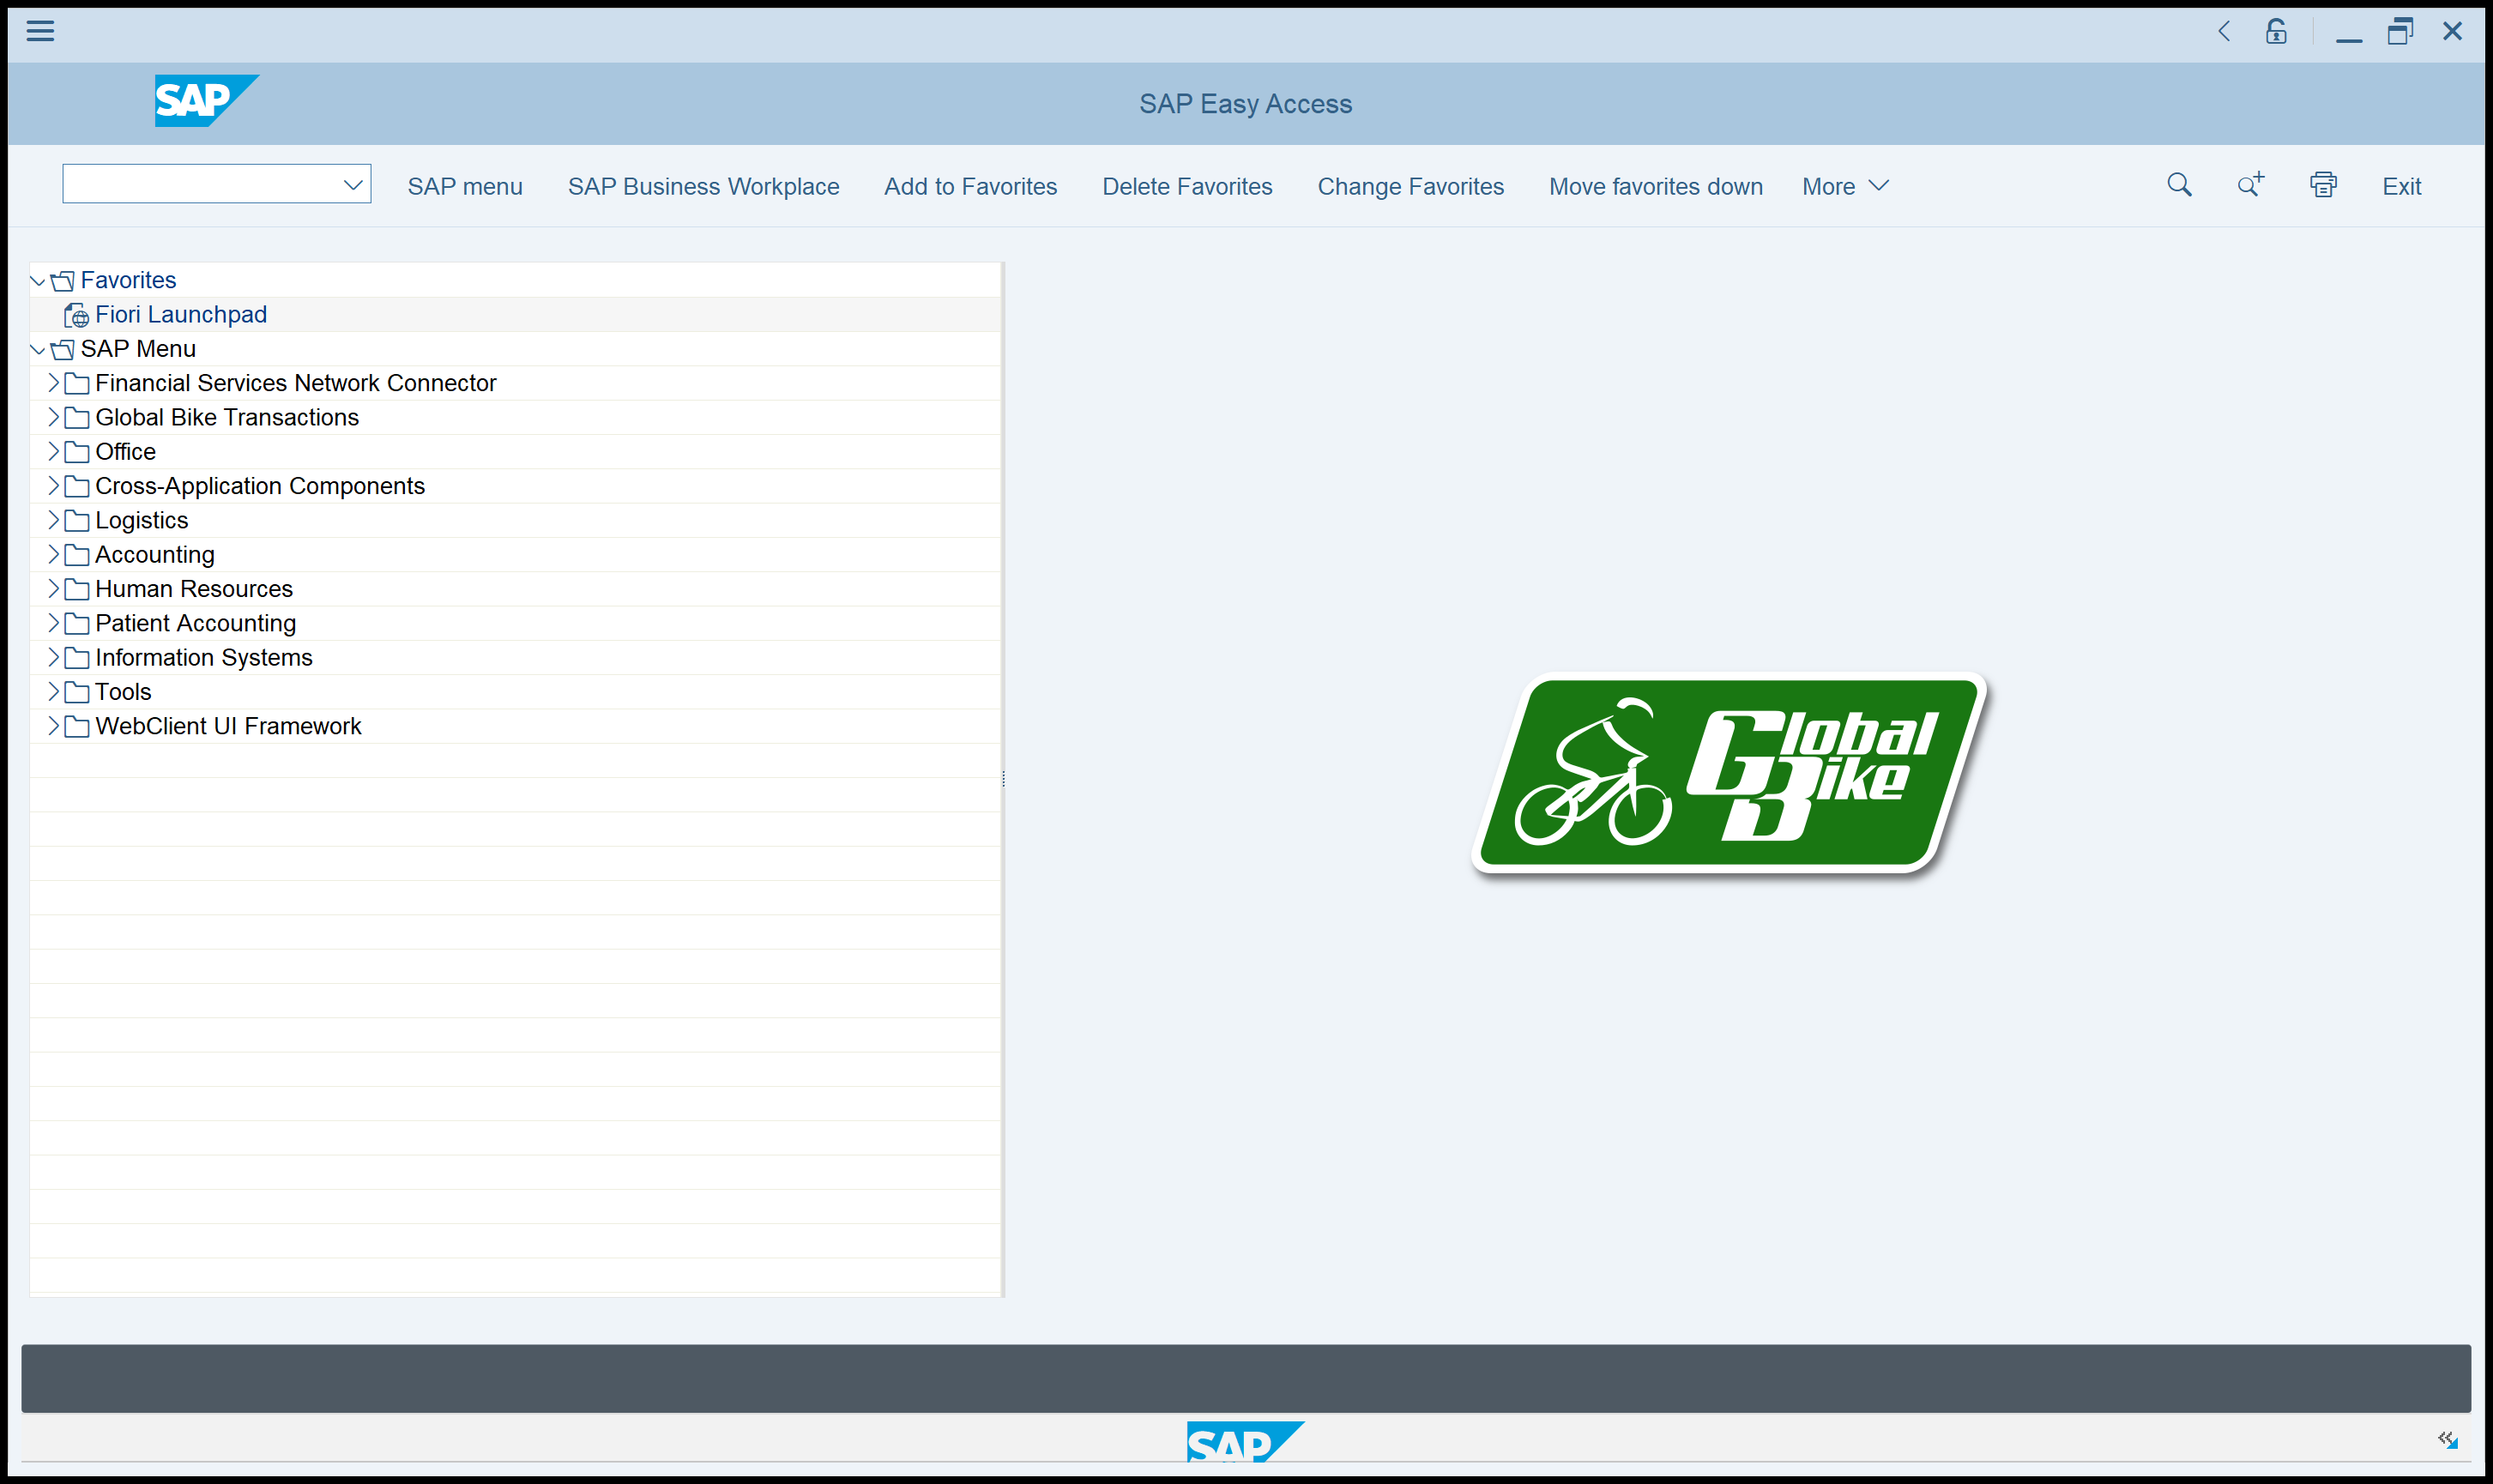 SAP
SAP Easy Access
SAP menu SAP Business Workplace Add to Favorites Delete Favorites Change Favorites Move favorites down More Exit
Favorites
Fiori Launchpad
SAP Menu
Financial Services Network Connector
Global Bike Transactions
Office
Cross-Application Components
Logistics
Accounting
Human Resources
Patient Accounting
Information Systems
Tools
WebClient UI Framework
Global
Bike
SAP